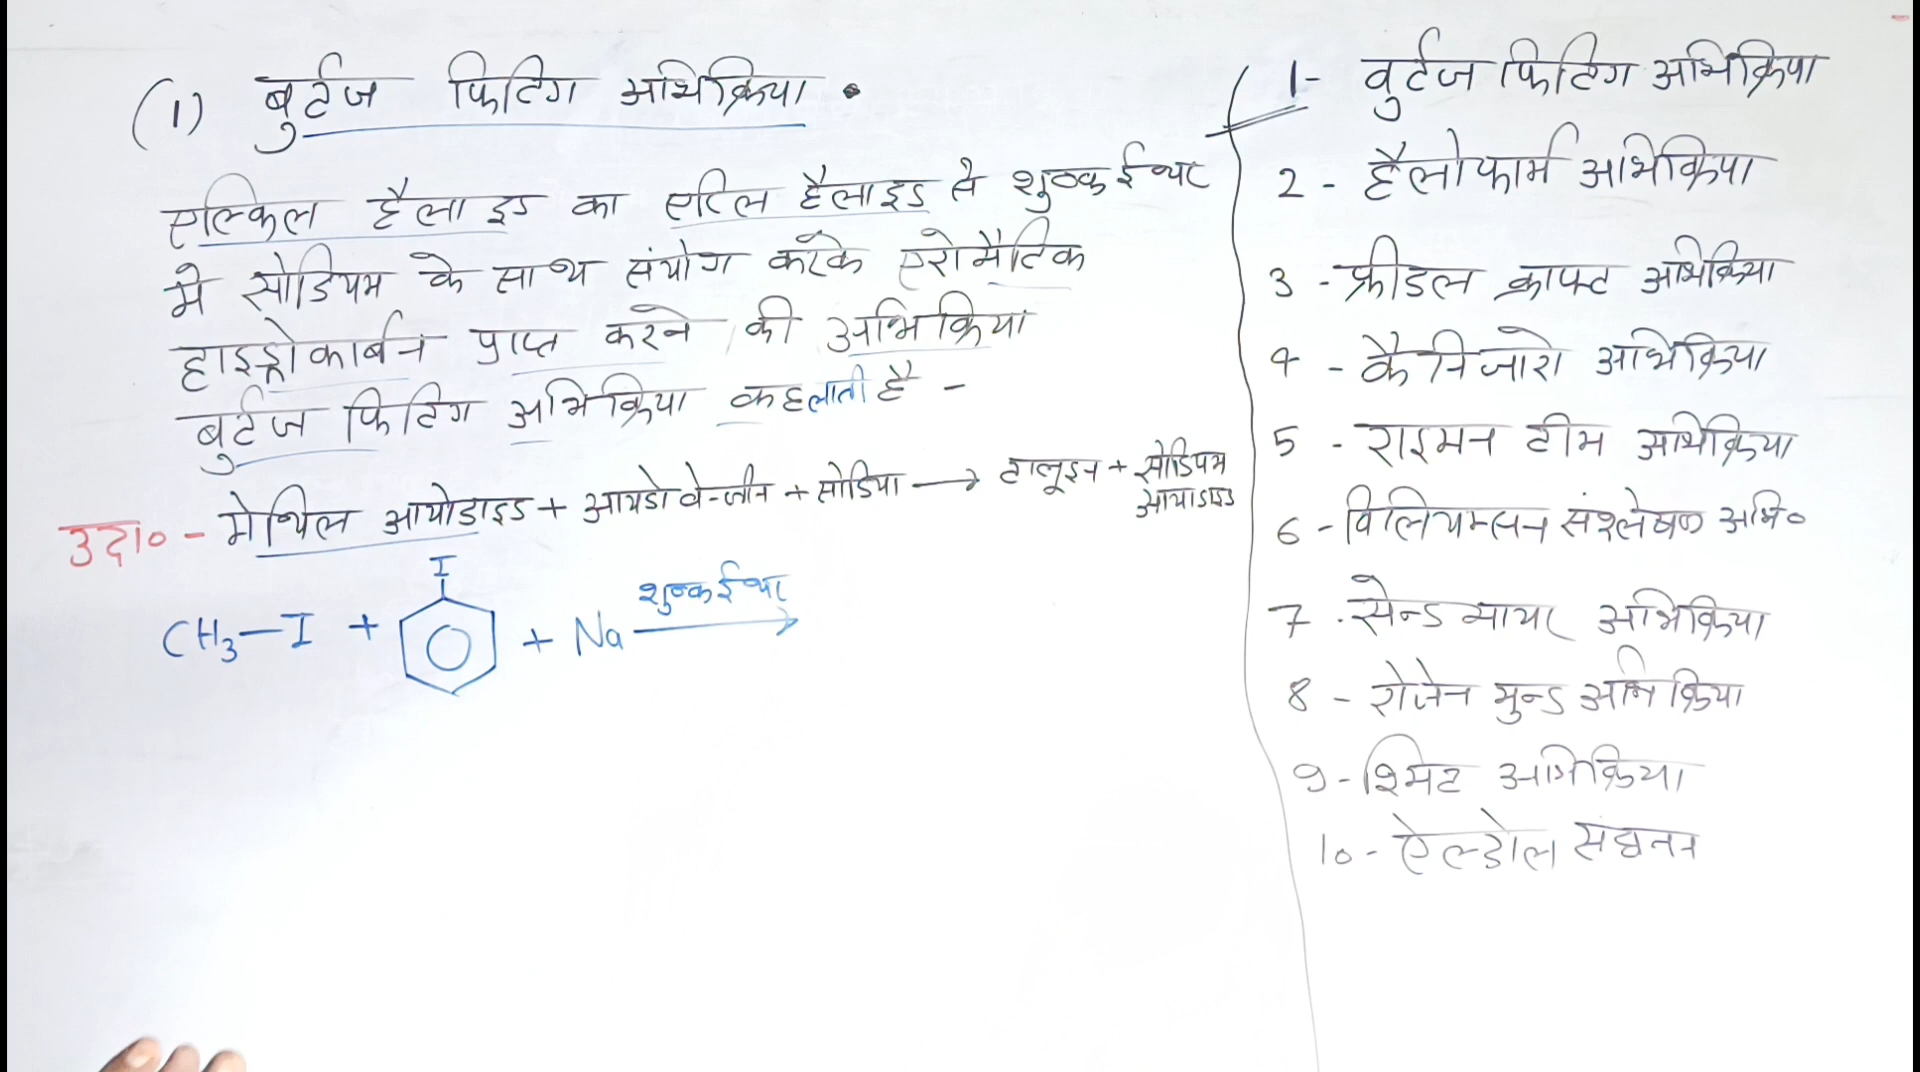 (1) वुर्टज फिटिग अभिक्रिया
एल्किल हैलाइड का एरिल हैलाइड से शुष्क ईथर
मे सोडियम के साथ संयोग करके एरोमैटिक
हाइड्रोकार्बन प्राप्त करने की अभिक्रिया
वुर्टज फिटिग अभिक्रिया कहलाती है -
उदा० - मेथिल आयोडाइड + आयडो वेन्जीन + सोडियम → टालूइन + सोडियम आयोडाइड
I
शुष्क ईथर
CH₃—I + + Na →
1- वुर्टज फिटिग अभिक्रिया
2 - हैलोफार्म अभिक्रिया
3 - फ्रीडल क्राफ्ट अभिक्रिया
4 - कैनिजारो अभिक्रिया
5 - राइमन टीम अभिक्रिया
6 - विलियम्सन संश्लेषण अभि०
7 - सेन्डमायर अभिक्रिया
8 - रोजेनमुन्ड अभिक्रिया
9 - श्मिट अभिक्रिया
10 - ऐल्डोल संघनन